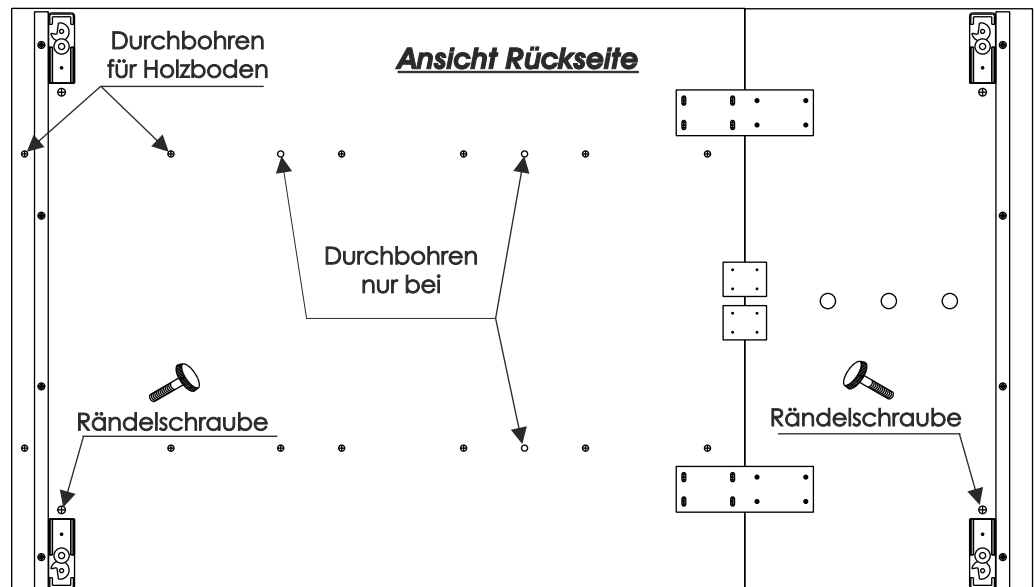 Durchbohren
für Holzboden
Ansicht Rückseite
Durchbohren
nur bei
Rändelschraube
Rändelschraube